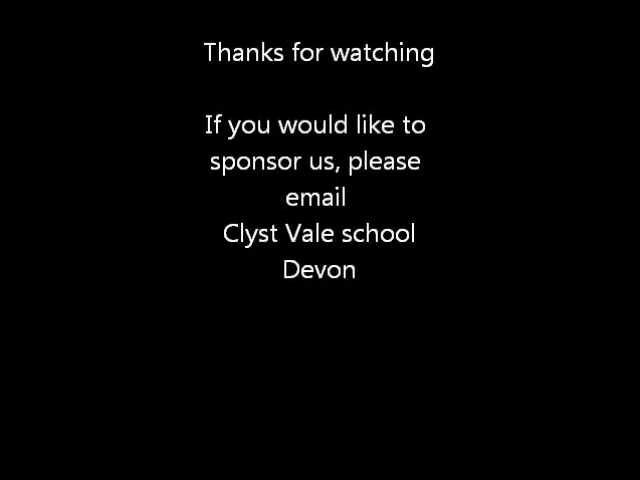 Thanks for watching
If you would like to
sponsor us, please
email
Clyst Vale school
Devon